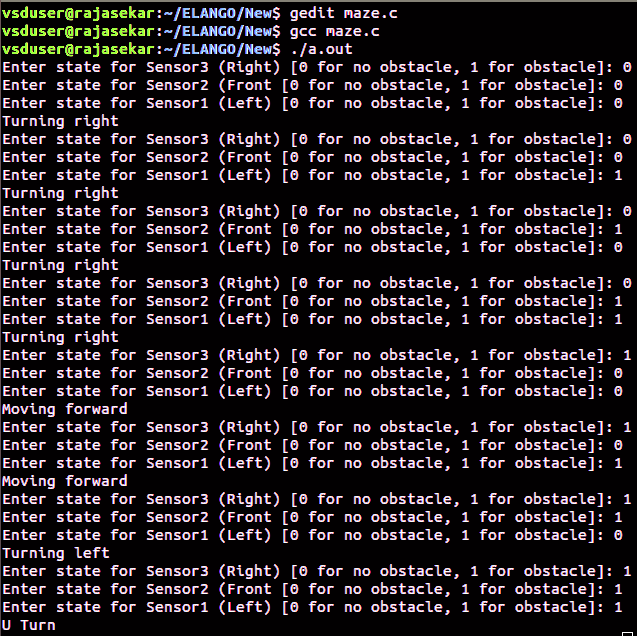 vsduser@rajasekar:~/ELANGO/New$ gedit maze.c
vsduser@rajasekar:~/ELANGO/New$ gcc maze.c
vsduser@rajasekar:~/ELANGO/New$ ./a.out
Enter state for Sensor3 (Right) [0 for no obstacle, 1 for obstacle]: 0
Enter state for Sensor2 (Front [0 for no obstacle, 1 for obstacle]: 0
Enter state for Sensor1 (Left) [0 for no obstacle, 1 for obstacle]: 0
Turning right
Enter state for Sensor3 (Right) [0 for no obstacle, 1 for obstacle]: 0
Enter state for Sensor2 (Front [0 for no obstacle, 1 for obstacle]: 0
Enter state for Sensor1 (Left) [0 for no obstacle, 1 for obstacle]: 1
Turning right
Enter state for Sensor3 (Right) [0 for no obstacle, 1 for obstacle]: 0
Enter state for Sensor2 (Front [0 for no obstacle, 1 for obstacle]: 1
Enter state for Sensor1 (Left) [0 for no obstacle, 1 for obstacle]: 0
Turning right
Enter state for Sensor3 (Right) [0 for no obstacle, 1 for obstacle]: 0
Enter state for Sensor2 (Front [0 for no obstacle, 1 for obstacle]: 1
Enter state for Sensor1 (Left) [0 for no obstacle, 1 for obstacle]: 1
Turning right
Enter state for Sensor3 (Right) [0 for no obstacle, 1 for obstacle]: 1
Enter state for Sensor2 (Front [0 for no obstacle, 1 for obstacle]: 0
Enter state for Sensor1 (Left) [0 for no obstacle, 1 for obstacle]: 0
Moving forward
Enter state for Sensor3 (Right) [0 for no obstacle, 1 for obstacle]: 1
Enter state for Sensor2 (Front [0 for no obstacle, 1 for obstacle]: 0
Enter state for Sensor1 (Left) [0 for no obstacle, 1 for obstacle]: 1
Moving forward
Enter state for Sensor3 (Right) [0 for no obstacle, 1 for obstacle]: 1
Enter state for Sensor2 (Front [0 for no obstacle, 1 for obstacle]: 1
Enter state for Sensor1 (Left) [0 for no obstacle, 1 for obstacle]: 0
Turning left
Enter state for Sensor3 (Right) [0 for no obstacle, 1 for obstacle]: 1
Enter state for Sensor2 (Front [0 for no obstacle, 1 for obstacle]: 1
Enter state for Sensor1 (Left) [0 for no obstacle, 1 for obstacle]: 1
U Turn